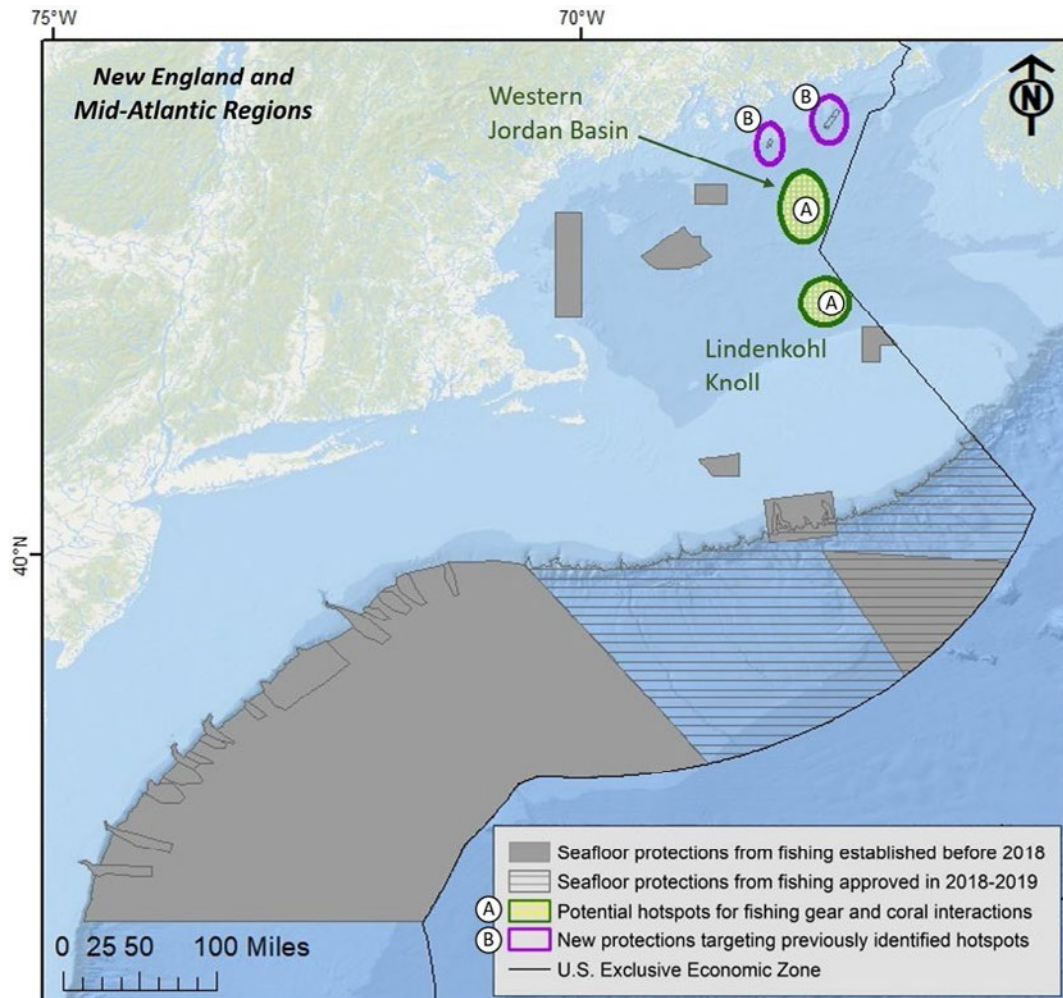 75°W
70°W
New England and
Mid-Atlantic Regions
N
Western
Jordan Basin
B
B
A
A
Lindenkohl
Knoll
40°N
Seafloor protections from fishing established before 2018
Seafloor protections from fishing approved in 2018-2019
A Potential hotspots for fishing gear and coral interactions
B New protections targeting previously identified hotspots
U.S. Exclusive Economic Zone
0 25 50 100 Miles